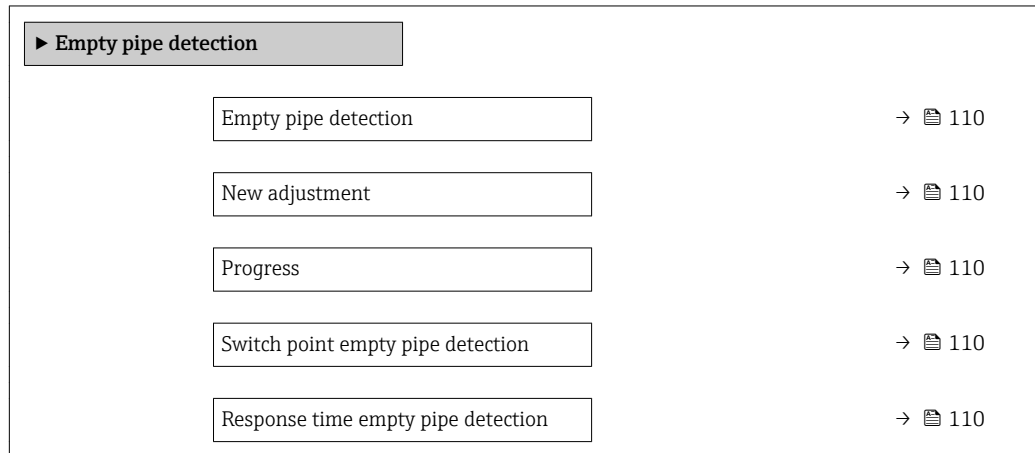 ▶ Empty pipe detection
Empty pipe detection → 110
New adjustment → 110
Progress → 110
Switch point empty pipe detection → 110
Response time empty pipe detection → 110